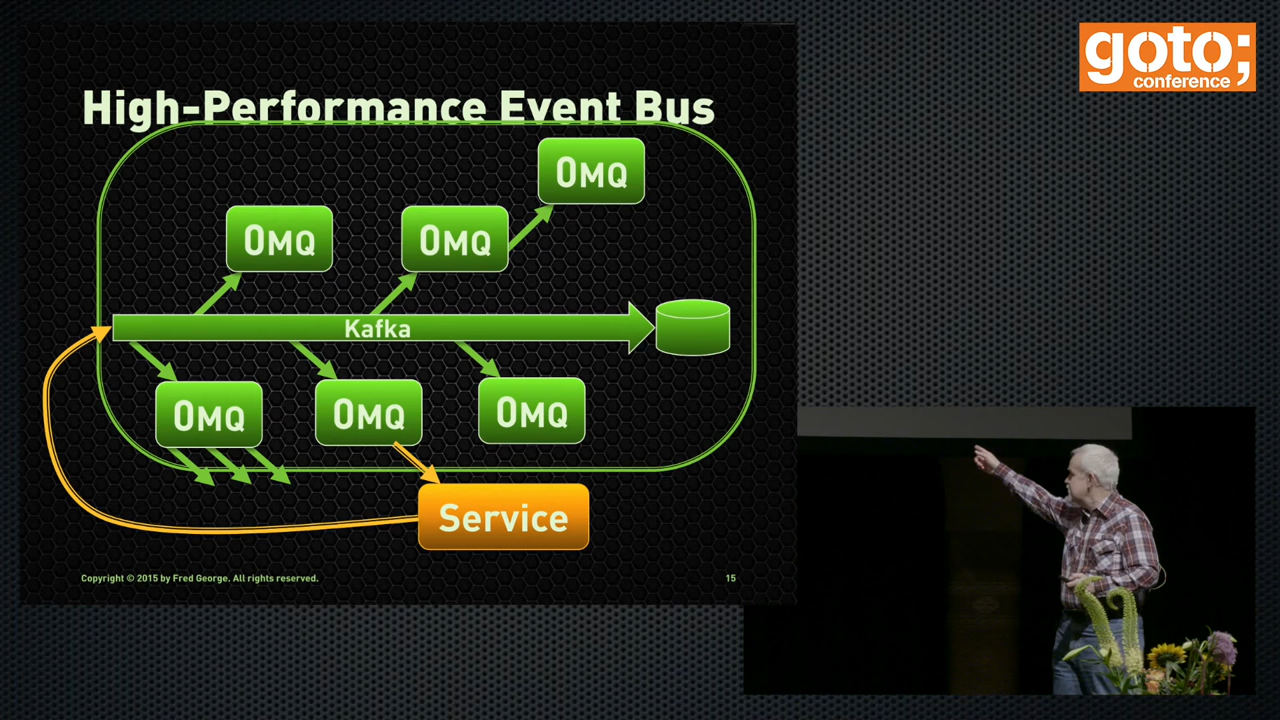 goto;
conference
High-Performance Event Bus
0MQ
0MQ
0MQ
Kafka
0MQ
0MQ
0MQ
Service
Copyright © 2015 by Fred George. All rights reserved.
15